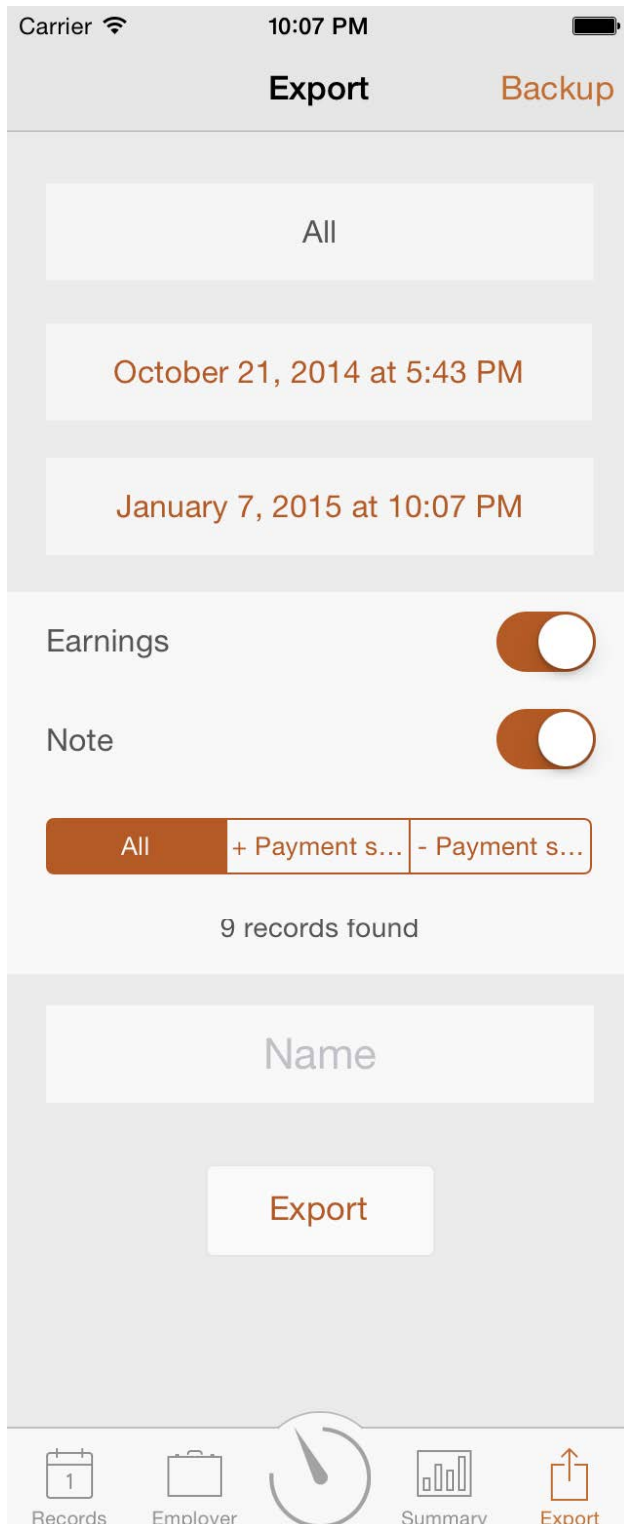 Carrier 10:07 PM
Export Backup
All
October 21, 2014 at 5:43 PM
January 7, 2015 at 10:07 PM
Earnings
Note
All + Payment s... - Payment s...
9 records found
Name
Export
1
Records Employer Summary Export